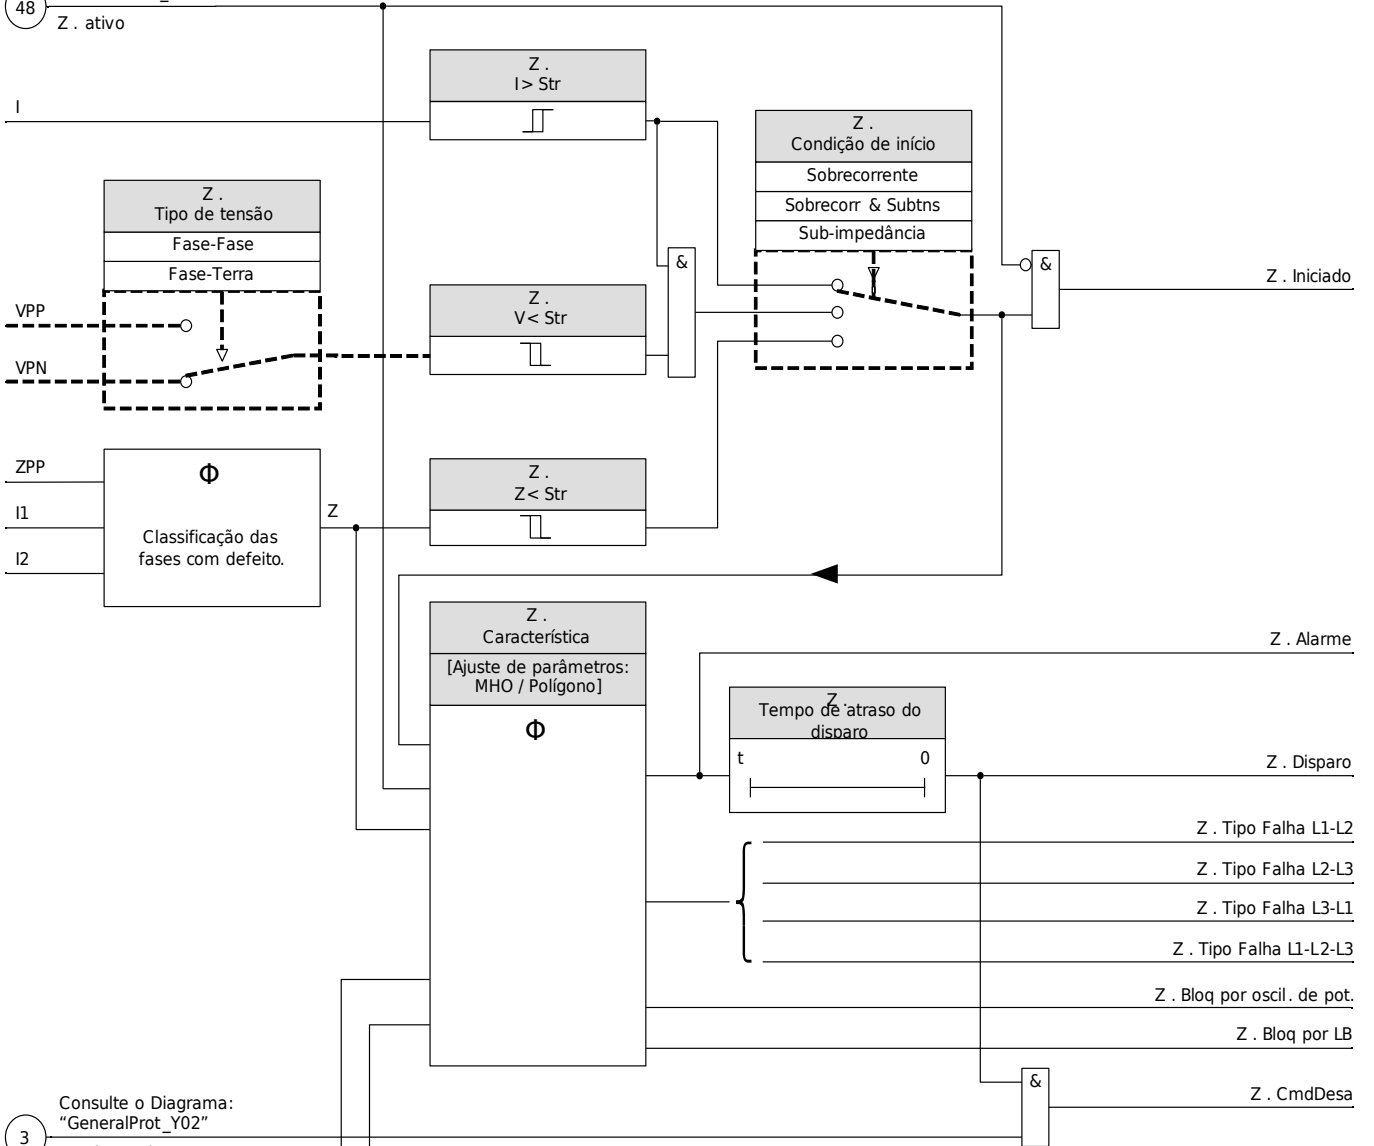 48
Z . ativo
Z .
I> Str
I
Z .
Condição de início
Sobrecorrente
Sobrecorr & Subtns
Sub-impedância
Z .
Tipo de tensão
Fase-Fase
Fase-Terra
&
&
Z . Iniciado
VPP
Z .
V< Str
VPN
ZPP
Φ
I1
Z
Classificação das
fases com defeito.
I2
Z .
Z< Str
Z .
Característica
[Ajuste de parâmetros:
MHO / Polígono]
Φ
Z . Alarme
Z .
Tempo de atraso do
disparo
t
0
Z . Disparo
Z . Tipo Falha L1-L2
Z . Tipo Falha L2-L3
Z . Tipo Falha L3-L1
Z . Tipo Falha L1-L2-L3
Z . Bloq por oscil. de pot.
Z . Bloq por LB
&
Z . CmdDesa
Consulte o Diagrama:
“GeneralProt_Y02”
3